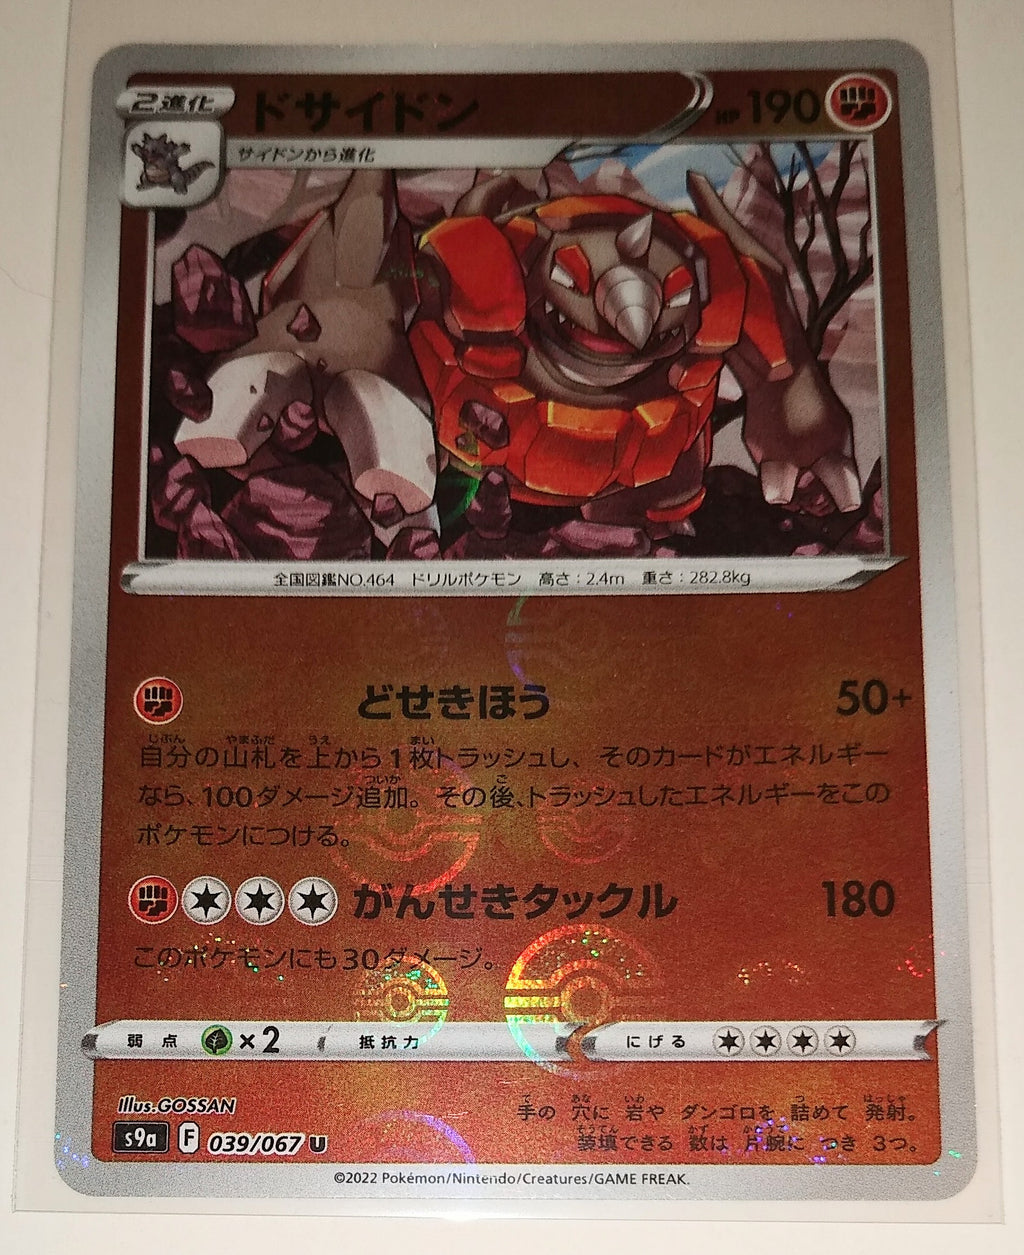 2進化
ドサイドン
HP 190
サイドンから進化
全国図鑑NO.464 ドリルポケモン 高さ：2.4m 重さ：282.8kg
どせきほう 50+
自分の山札を上から1枚トラッシュし、そのカードがエネルギー
なら、100ダメージ追加。その後、トラッシュしたエネルギーをこの
ポケモンにつける。
がんせきタックル 180
このポケモンにも30ダメージ。
弱点 ×2 抵抗力 にげる
illus.GOSSAN
手の 穴に 岩や ダンゴロを 詰めて 発射。
装填できる 数は 片腕に つき 3つ。
s9a F 039/067 U
©2022 Pokémon/Nintendo/Creatures/GAME FREAK.